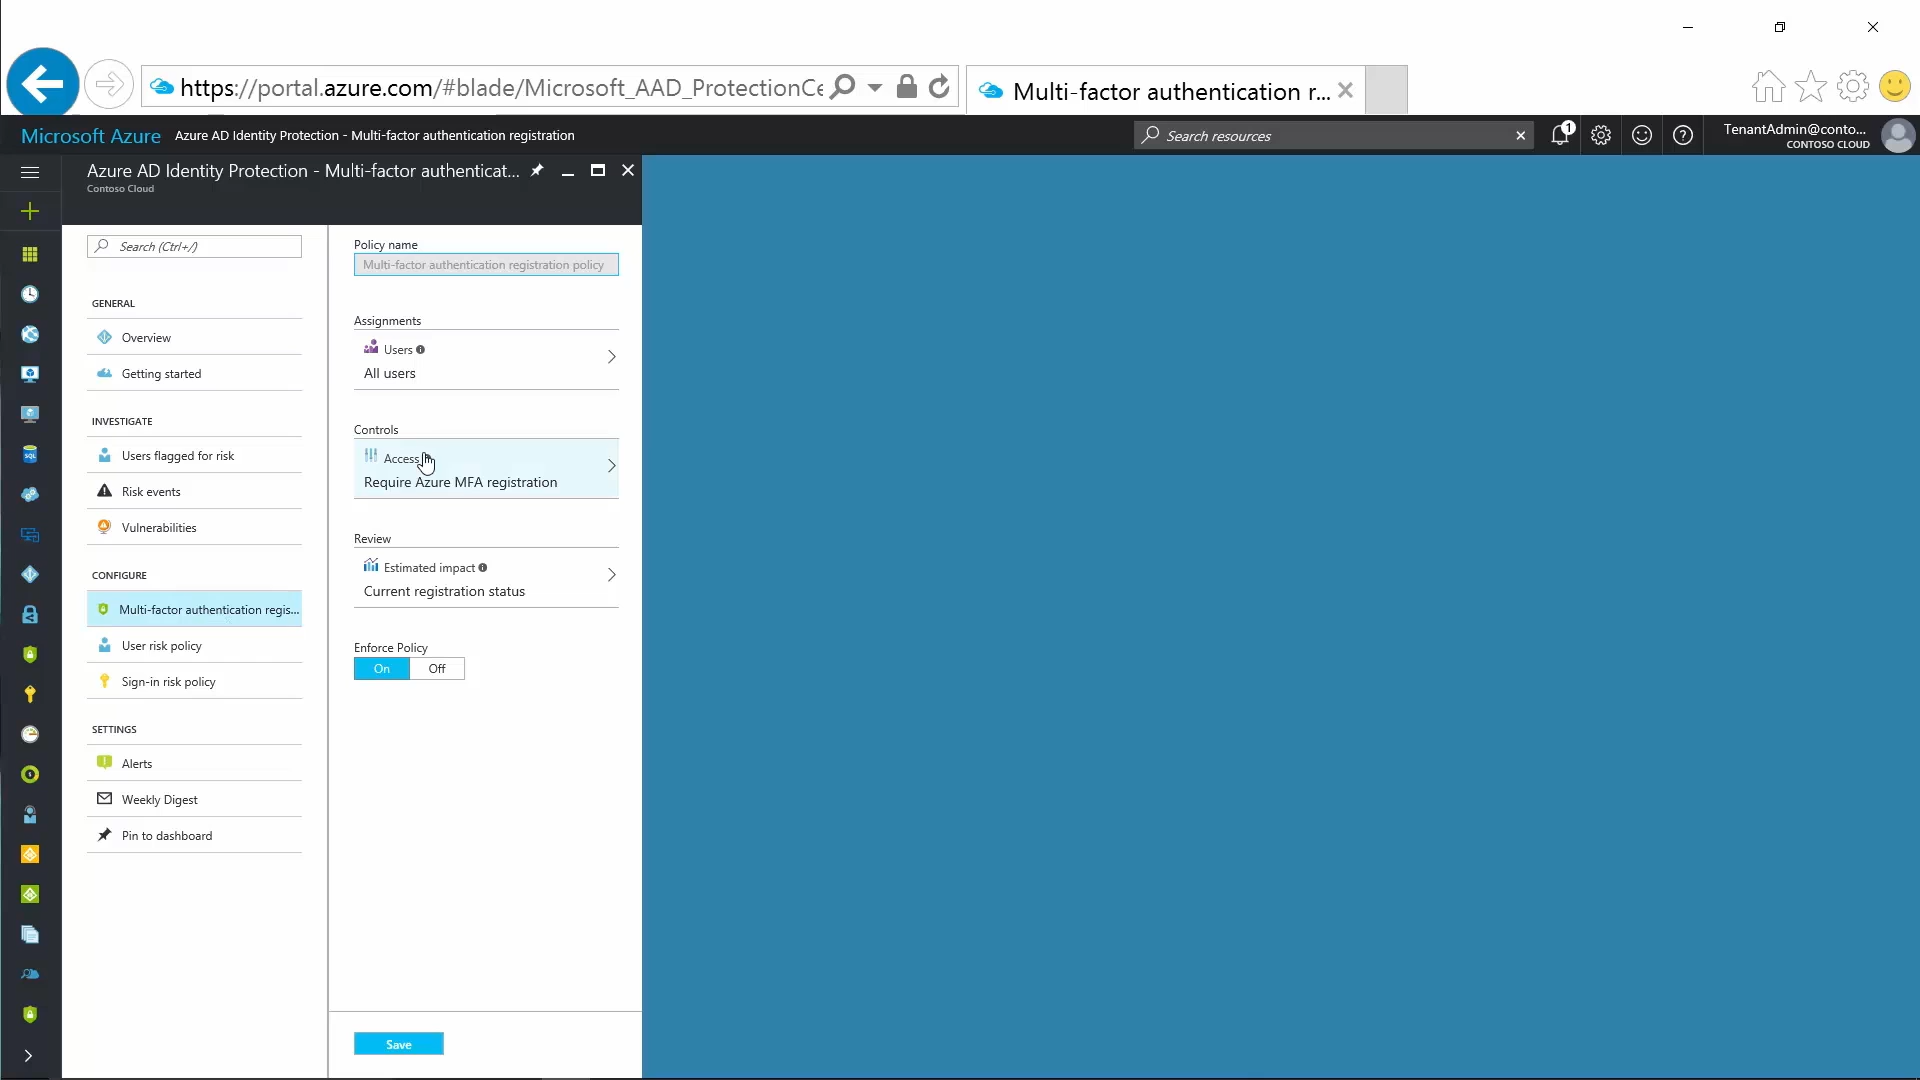 https://portal.azure.com/#blade/Microsoft_AAD_ProtectionCe
Multi-factor authentication r...
Microsoft Azure
Azure AD Identity Protection - Multi-factor authentication registration
Search resources
1
TenantAdmin@conto...
CONTOSO CLOUD
Azure AD Identity Protection - Multi-factor authenticat...
Contoso Cloud
Search (Ctrl+/)
GENERAL
Overview
Getting started
INVESTIGATE
Users flagged for risk
Risk events
Vulnerabilities
CONFIGURE
Multi-factor authentication regis...
User risk policy
Sign-in risk policy
SETTINGS
Alerts
Weekly Digest
Pin to dashboard
Policy name
Multi-factor authentication registration policy
Assignments
Users
All users
Controls
Access
Require Azure MFA registration
Review
Estimated impact
Current registration status
Enforce Policy
On Off
Save
SQL